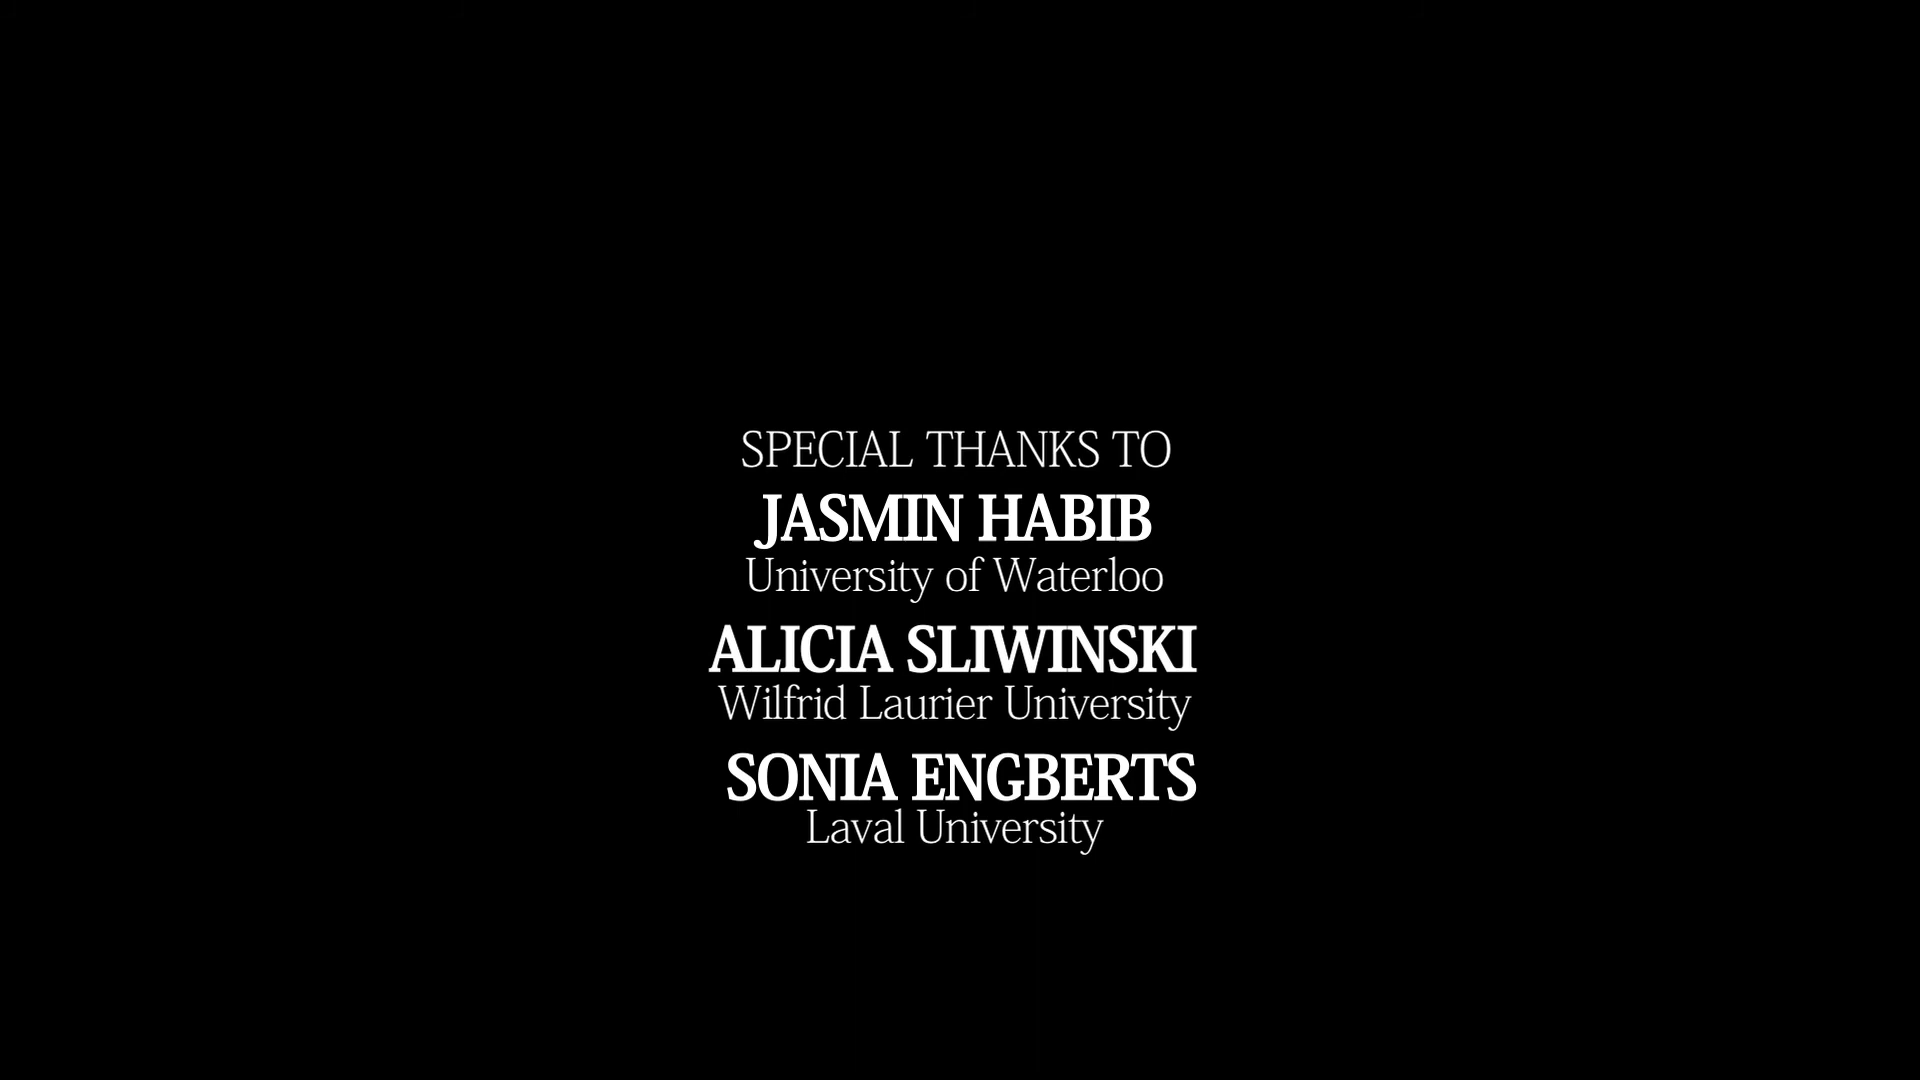 SPECIAL THANKS TO
JASMIN HABIB
University of Waterloo
ALICIA SLIWINSKI
Wilfrid Laurier University
SONIA ENGBERTS
Laval University